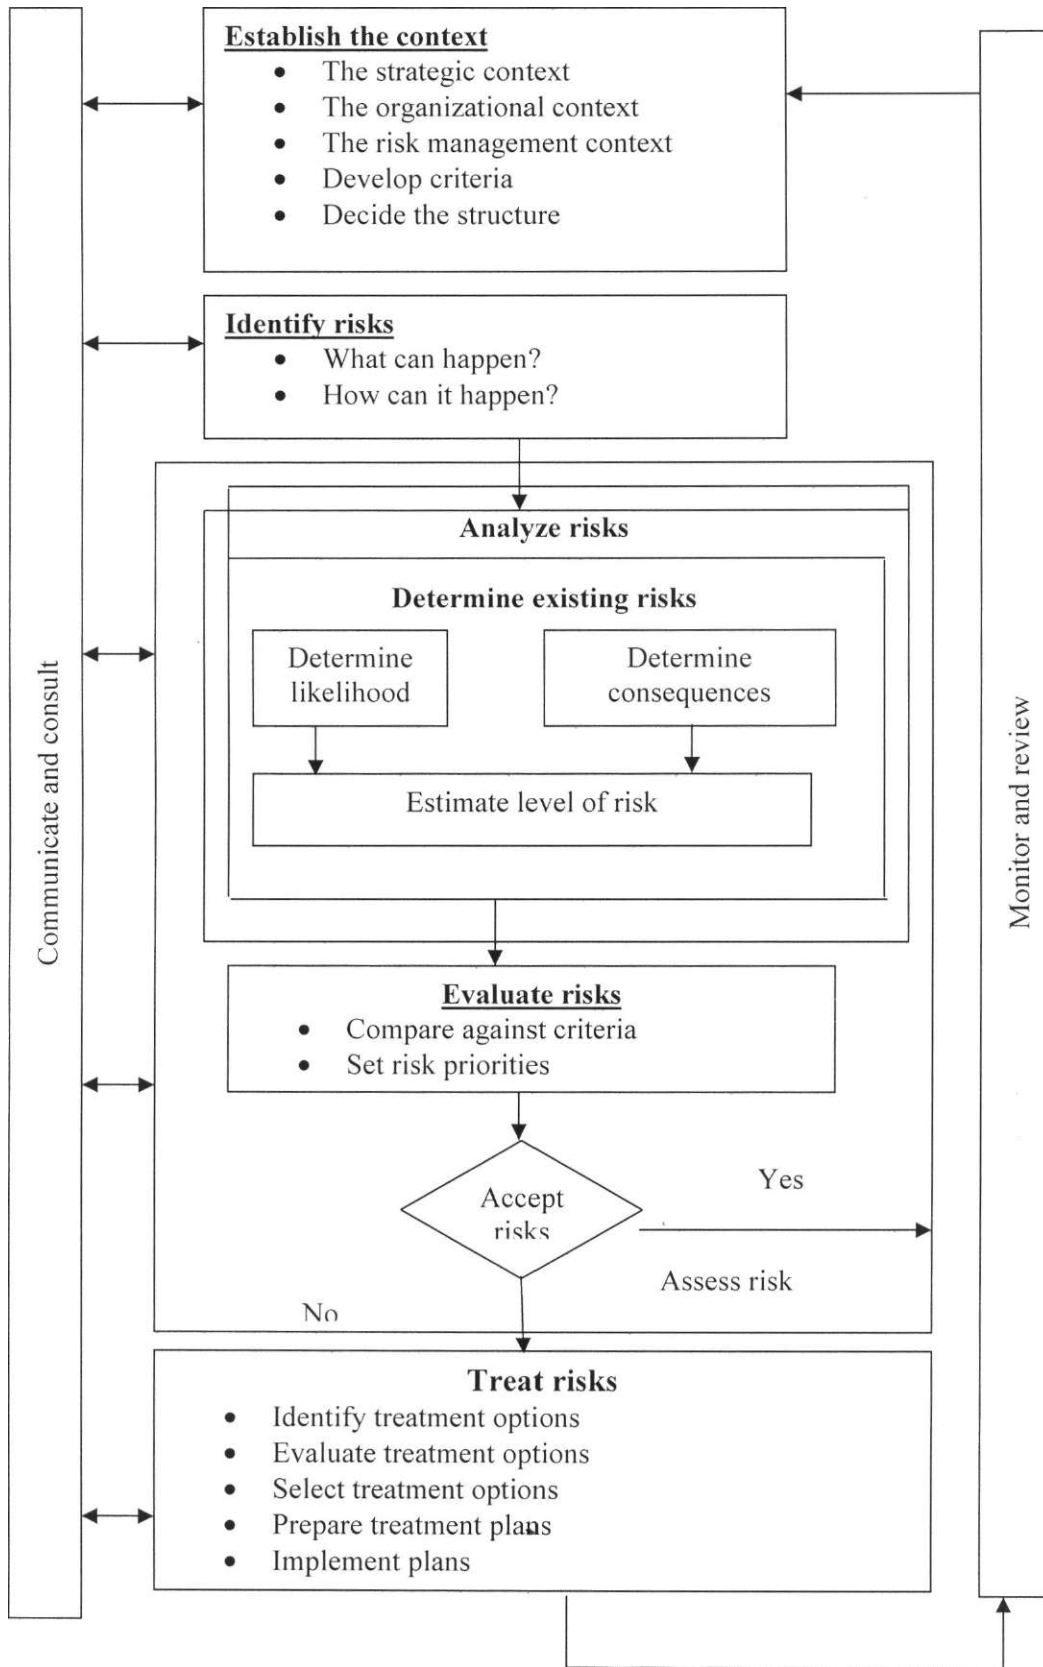 Establish the context
• The strategic context
• The organizational context
• The risk management context
• Develop criteria
• Decide the structure
Identify risks
• What can happen?
• How can it happen?
Analyze risks
Determine existing risks
Determine
likelihood
Determine
consequences
Estimate level of risk
Evaluate risks
• Compare against criteria
• Set risk priorities
Accept
risks
Yes
Assess risk
No
Treat risks
• Identify treatment options
• Evaluate treatment options
• Select treatment options
• Prepare treatment plans
• Implement plans
Communicate and consult
Monitor and review